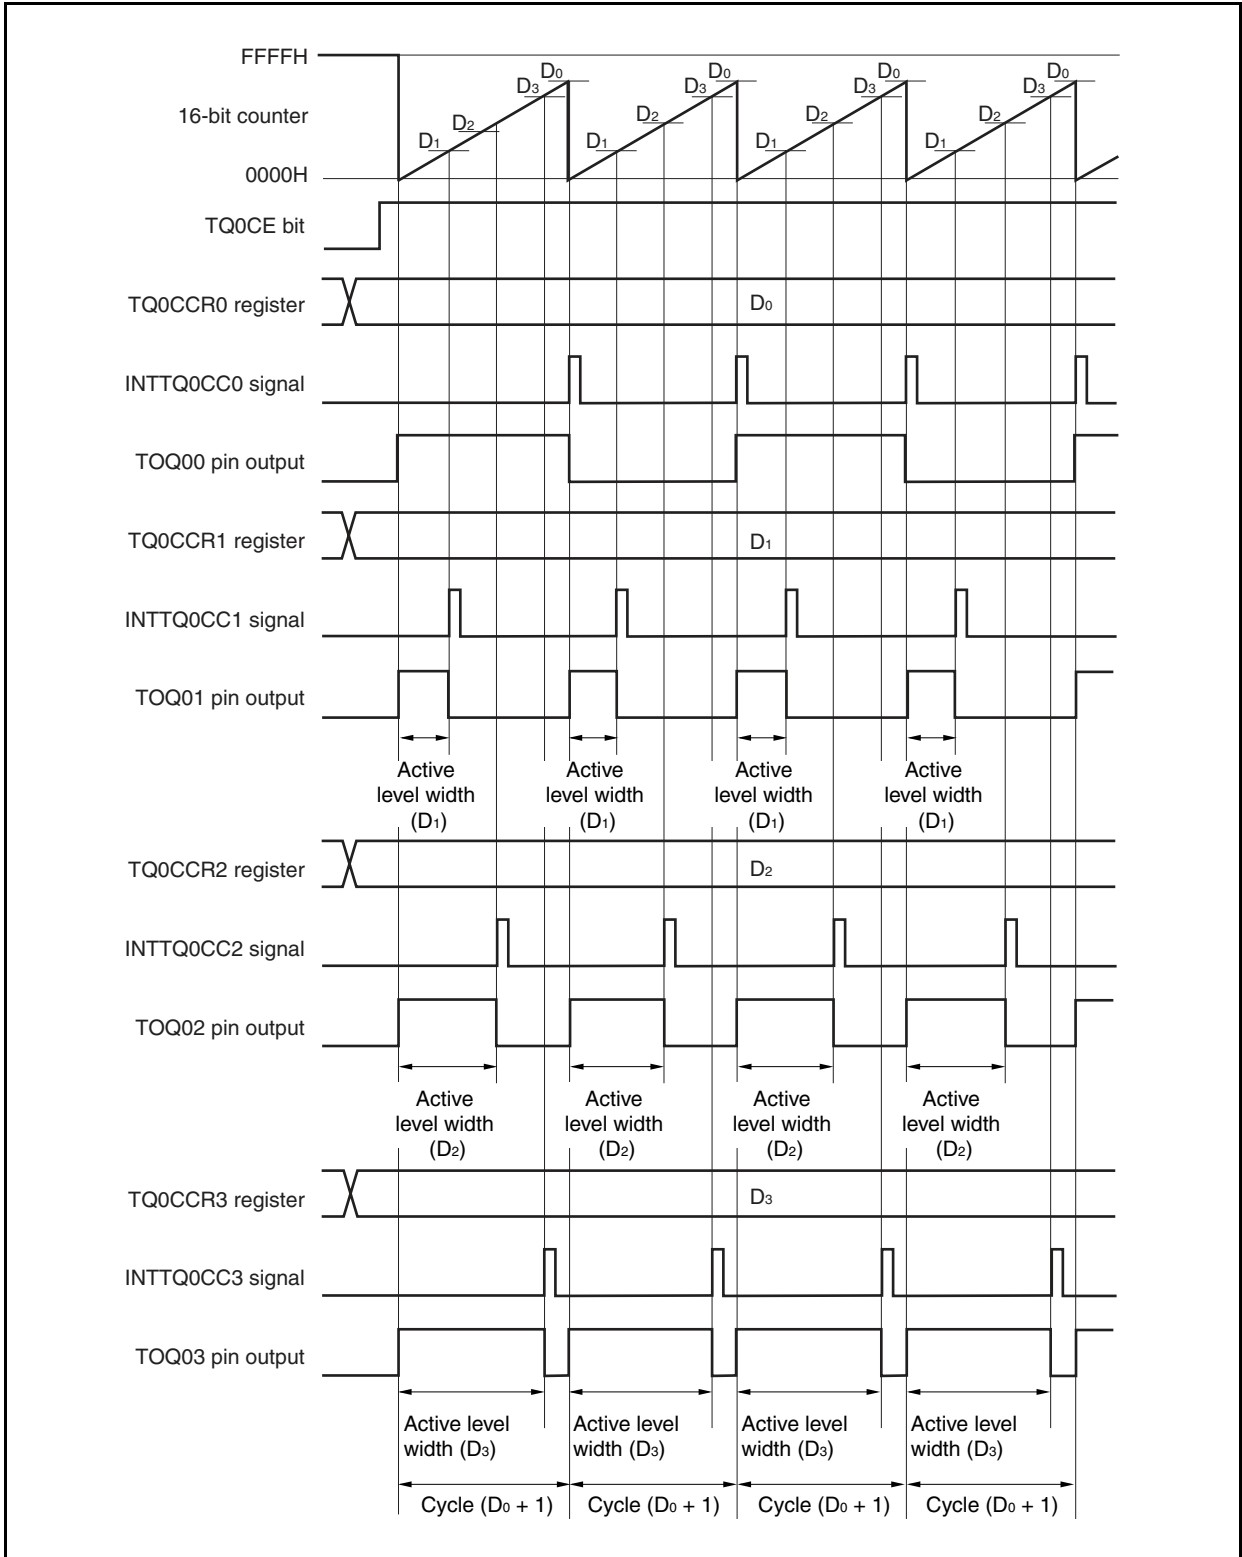 FFFFH
D0 D0 D0 D0
D3 D3 D3 D3
16-bit counter
D2 D2 D2 D2
D1 D1 D1 D1
0000H
TQ0CE bit
TQ0CCR0 register D0
INTTQ0CC0 signal
TOQ00 pin output
TQ0CCR1 register D1
INTTQ0CC1 signal
TOQ01 pin output
Active Active Active Active
level width level width level width level width
(D1) (D1) (D1) (D1)
TQ0CCR2 register D2
INTTQ0CC2 signal
TOQ02 pin output
Active Active Active Active
level width level width level width level width
(D2) (D2) (D2) (D2)
TQ0CCR3 register D3
INTTQ0CC3 signal
TOQ03 pin output
Active level Active level Active level Active level
width (D3) width (D3) width (D3) width (D3)
Cycle (D0 + 1) Cycle (D0 + 1) Cycle (D0 + 1) Cycle (D0 + 1)